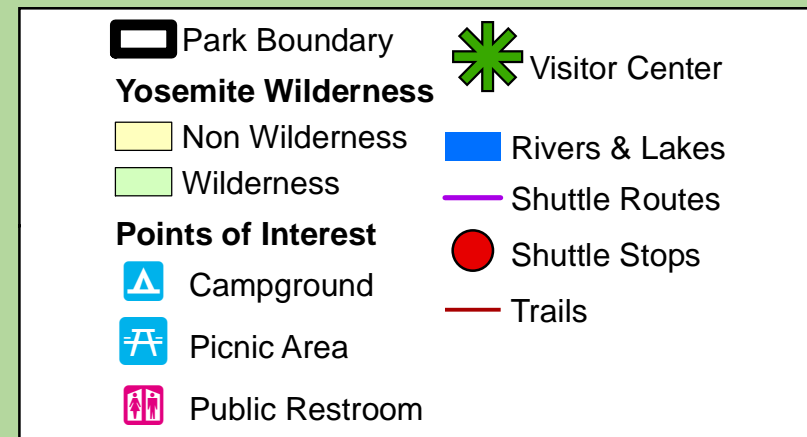 Park Boundary
Yosemite Wilderness
Non Wilderness
Wilderness
Points of Interest
Campground
Picnic Area
Public Restroom
Visitor Center
Rivers & Lakes
Shuttle Routes
Shuttle Stops
Trails